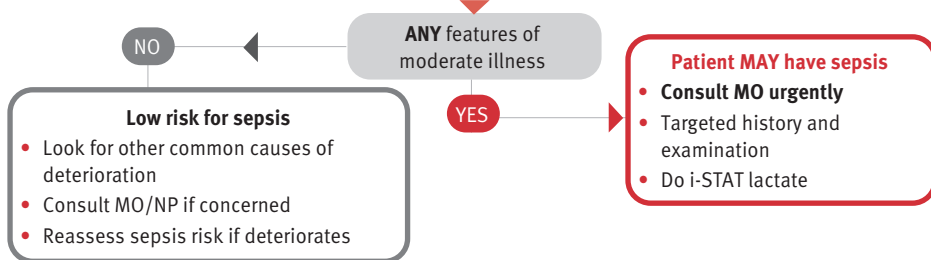 ANY features of
moderate illness
NO
YES
Low risk for sepsis
• Look for other common causes of
deterioration
• Consult MO/NP if concerned
• Reassess sepsis risk if deteriorates
Patient MAY have sepsis
• Consult MO urgently
• Targeted history and
examination
• Do i-STAT lactate